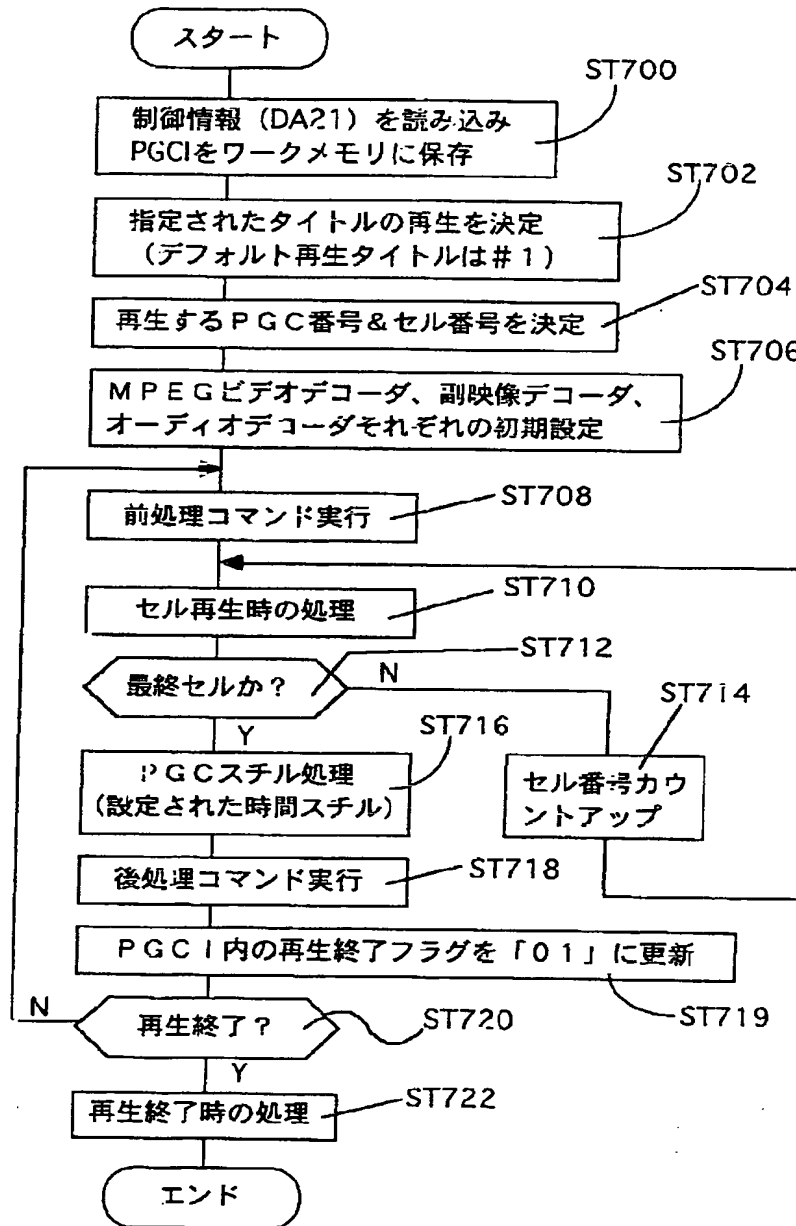 スタート
ST700
制御情報（DA21）を読み込み
PGCIをワークメモリに保存
ST702
指定されたタイトルの再生を決定
（デフォルト再生タイトルは＃１）
ST704
再生するＰＧＣ番号＆セル番号を決定
ST706
ＭＰＥＧビデオデコーダ、副映像デコーダ、
オーディオデコーダそれぞれの初期設定
ST708
前処理コマンド実行
ST710
セル再生時の処理
ST712
最終セルか？
N
ST714
Y
ST716
ＰＧＣスチル処理
（設定された時間スチル）
セル番号カウ
ントアップ
ST718
後処理コマンド実行
ＰＧＣＩ内の再生終了フラグを「０１」に更新
ST719
N
再生終了？
ST720
Y
ST722
再生終了時の処理
エンド